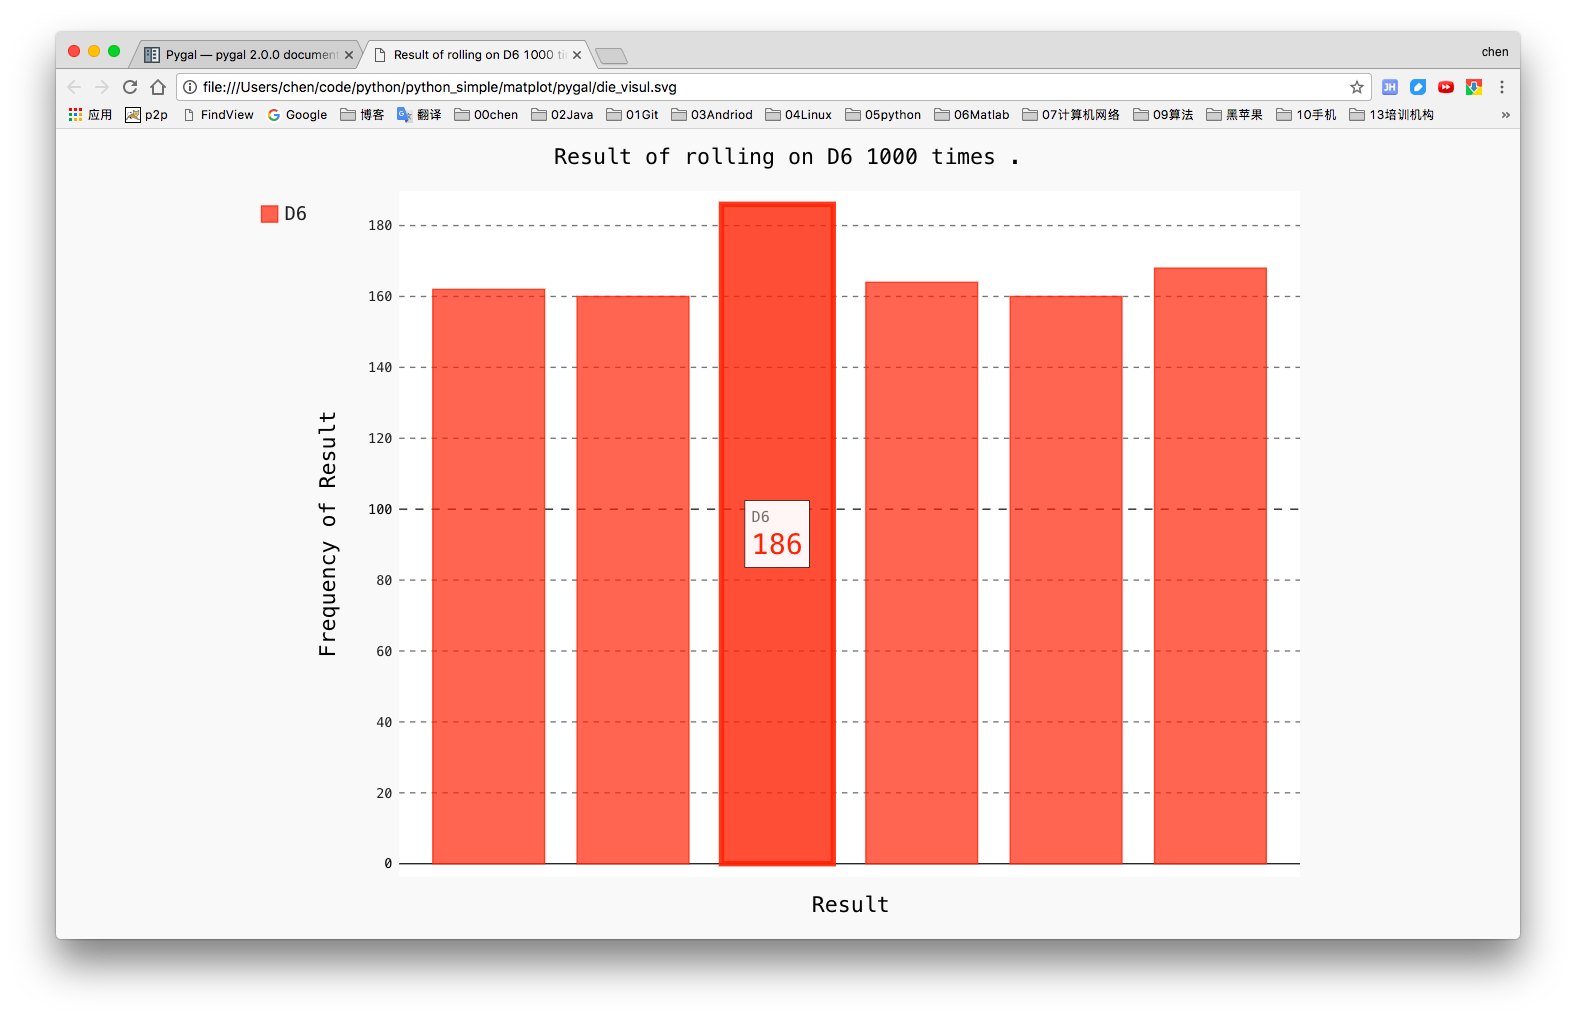 Pygal — pygal 2.0.0 document
Result of rolling on D6 1000 ti
chen
file:///Users/chen/code/python/python_simple/matplot/pygal/die_visul.svg
JH
应用 p2p FindView Google 博客 翻译 00chen 02Java 01Git 03Andriod 04Linux 05python 06Matlab 07计算机网络 09算法 黑苹果 10手机 13培训机构 »
Result of rolling on D6 1000 times .
D6
180
160
140
120
100
80
60
40
20
0
Frequency of Result
D6
186
Result